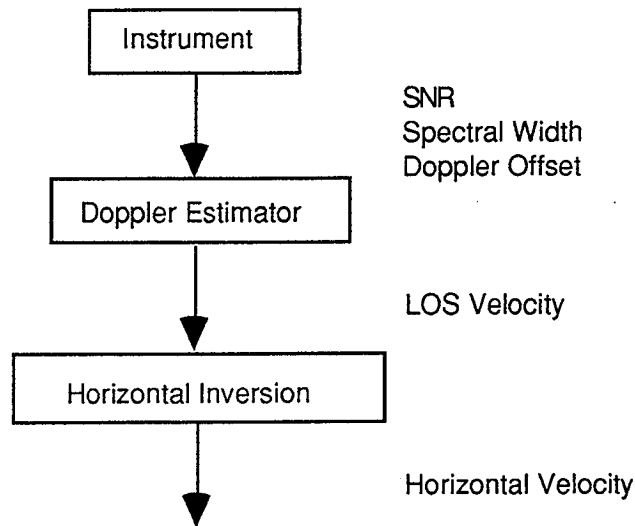 Instrument
SNR
Spectral Width
Doppler Offset
Doppler Estimator
LOS Velocity
Horizontal Inversion
Horizontal Velocity